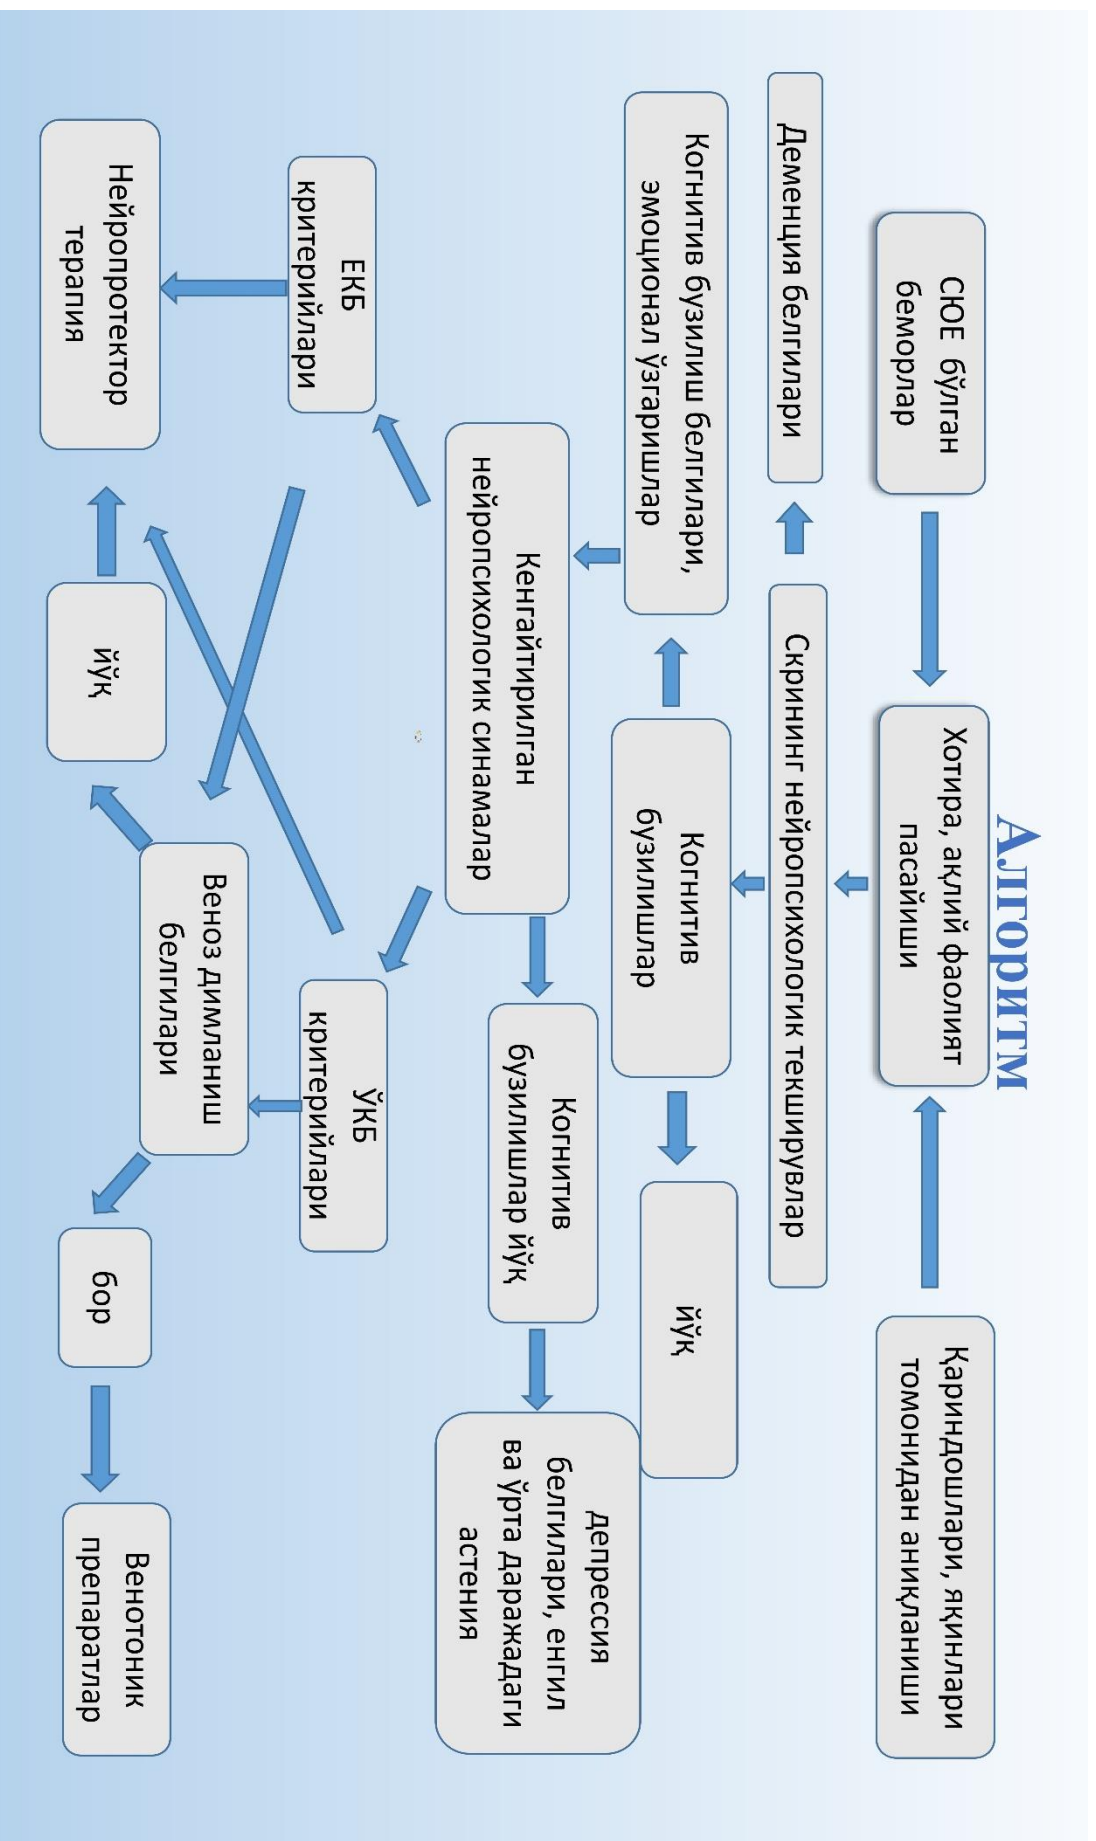 Алгоритм
СЮЕ бўлган
беморлар
Хотира, ақлий фаолият
пасайиши
Қариндошлари, яқинлари
томонидан аниқланиши
Деменция белгилари
Скрининг нейропсихологик текширувлар
Когнитив бузилиш белгилари,
эмоционал ўзгаришлар
Когнитив
бузилишлар
йўқ
Кенгайтирилган
нейропсихологик синамалар
Когнитив
бузилишлар йўқ
депрессия
белгилари, енгил
ва ўрта даражадаги
астения
ЕКБ
критерийлари
ЎКБ
критерийлари
Веноз димланиш
белгилари
Нейропротектор
терапия
йўқ
бор
Венотоник
препаратлар